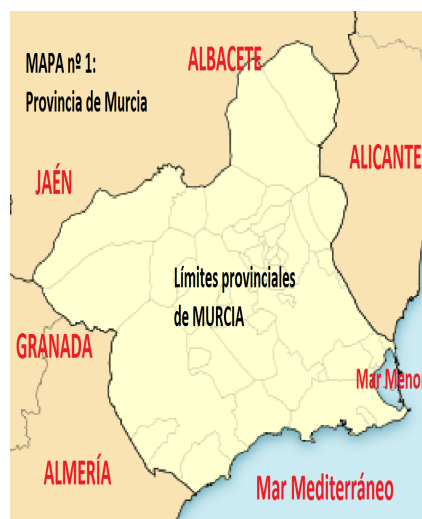 MAPA nº 1:
Provincia de Murcia
ALBACETE
ALICANTE
JAÉN
Límites provinciales
de MURCIA
GRANADA
Mar Menor
ALMERÍA
Mar Mediterráneo